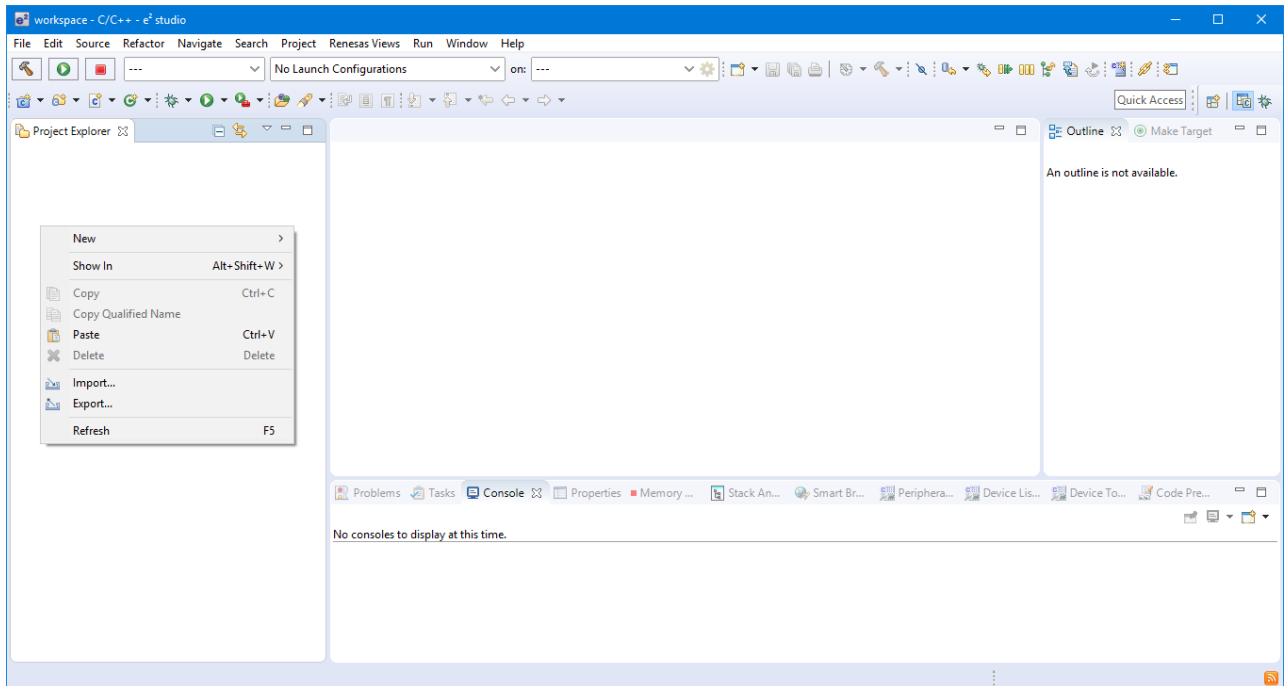 workspace - C/C++ - e² studio
File Edit Source Refactor Navigate Search Project Renesas Views Run Window Help
--- No Launch Configurations on: ---
Quick Access
Project Explorer
Outline Make Target
An outline is not available.
New
Show In Alt+Shift+W
Copy Ctrl+C
Copy Qualified Name
Paste Ctrl+V
Delete Delete
Import...
Export...
Refresh F5
Problems Tasks Console Properties Memory ... Stack An... Smart Br... Periphera... Device Lis... Device To... Code Pre...
No consoles to display at this time.